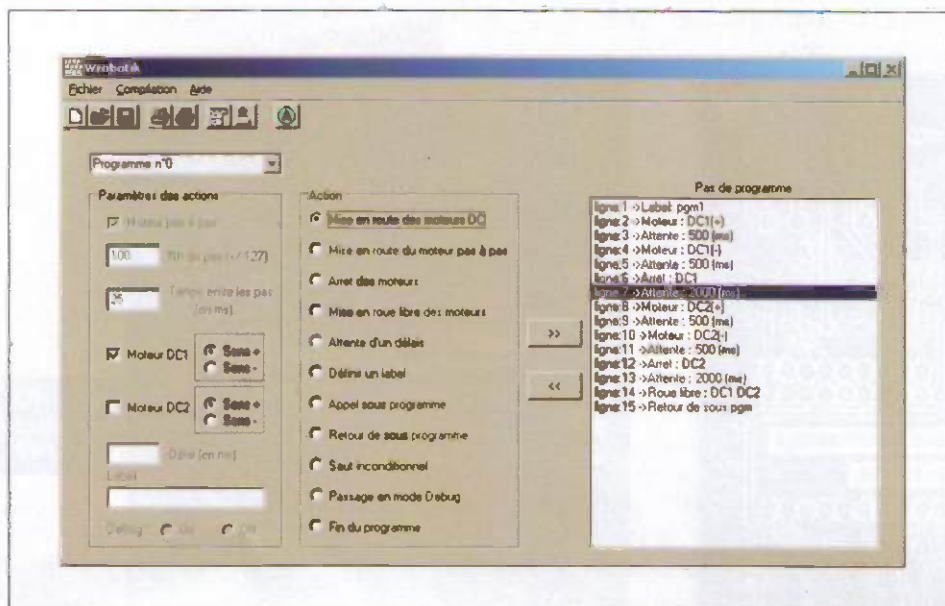 Wrobotik
Fichier Compilation Aide
Programme n°0
Paramètres des actions
Moteur pas à pas
100 Nb de pas (+/-127)
25 Temps entre les pas
(en ms)
Moteur DC1
Sens +
Sens -
Moteur DC2
Sens +
Sens -
Délai (en ms)
Label
Debug On Off
Action
Mise en route des moteurs DC
Mise en route du moteur pas à pas
Arret des moteurs
Mise en roue libre des moteurs
Attente d'un délais
Définir un label
Appel sous programme
Retour de sous programme
Saut inconditionnel
Passage en mode Debug
Fin du programme
>>
<<
Pas de programme
ligne:1 ->Label: pgm1
ligne:2 ->Moteur : DC1(+)
ligne:3 ->Attente : 500 (ms)
ligne:4 ->Moteur : DC1(-)
ligne:5 ->Attente : 500 (ms)
ligne:6 ->Arret : DC1
ligne:7 ->Attente : 2000 (ms)
ligne:8 ->Moteur : DC2(+)
ligne:9 ->Attente : 500 (ms)
ligne:10 ->Moteur : DC2(-)
ligne:11 ->Attente : 500 (ms)
ligne:12 ->Arret : DC2
ligne:13 ->Attente : 2000 (ms)
ligne:14 ->Roue libre : DC1 DC2
ligne:15 ->Retour de sous pgm